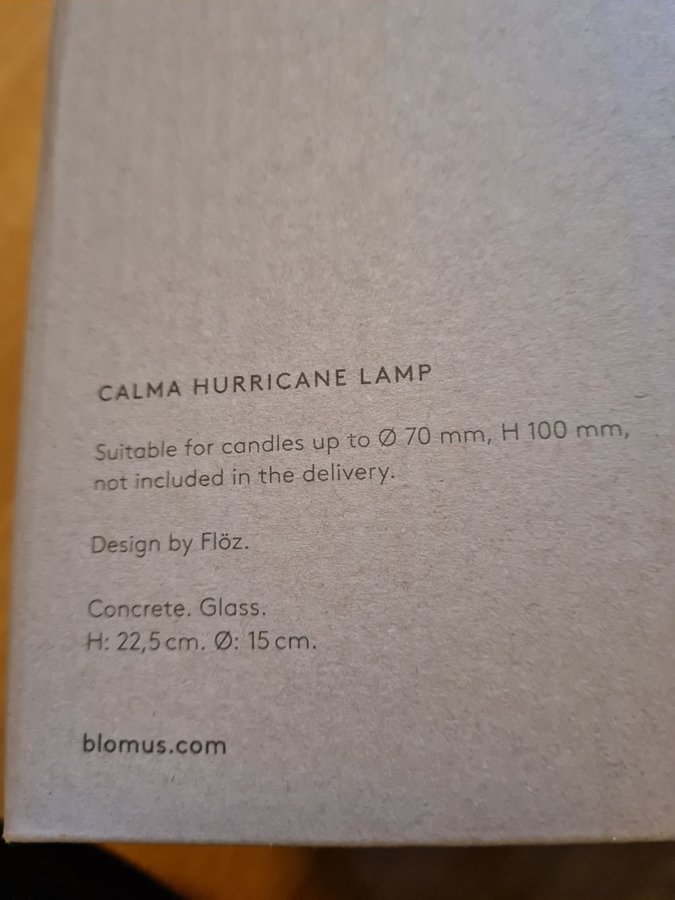 CALMA HURRICANE LAMP
Suitable for candles up to Ø 70 mm, H 100 mm,
not included in the delivery.
Design by Flöz.
Concrete. Glass.
H: 22,5 cm. Ø: 15 cm.
blomus.com